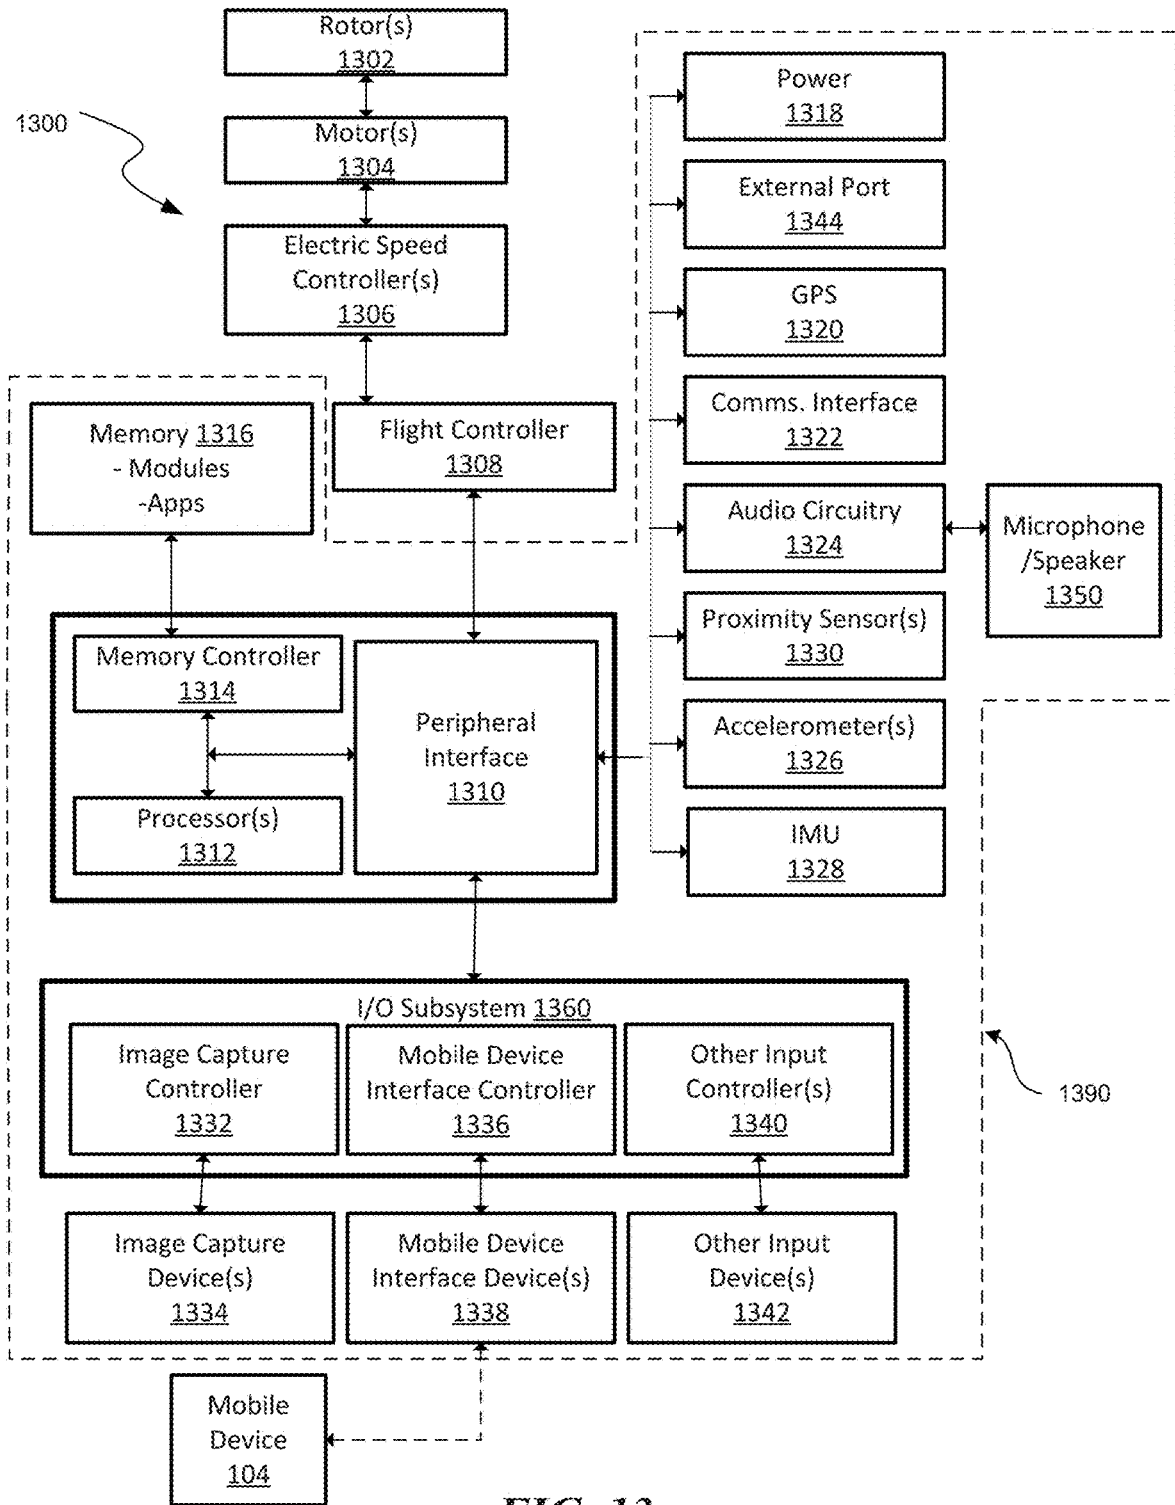 Rotor(s)
1302
1300
Motor(s)
1304
Electric Speed
Controller(s)
1306
Memory 1316
- Modules
-Apps
Flight Controller
1308
Power
1318
External Port
1344
GPS
1320
Comms. Interface
1322
Audio Circuitry
1324
Microphone
/Speaker
1350
Proximity Sensor(s)
1330
Accelerometer(s)
1326
IMU
1328
Memory Controller
1314
Peripheral
Interface
1310
Processor(s)
1312
I/O Subsystem 1360
Image Capture
Controller
1332
Mobile Device
Interface Controller
1336
Other Input
Controller(s)
1340
1390
Image Capture
Device(s)
1334
Mobile Device
Interface Device(s)
1338
Other Input
Device(s)
1342
Mobile
Device
104
FIG. 13